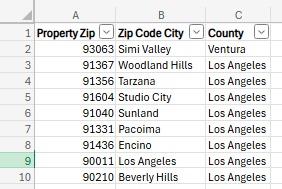 A B C
1 Property Zip Zip Code City County
2 93063 Simi Valley Ventura
3 91367 Woodland Hills Los Angeles
4 91356 Tarzana Los Angeles
5 91604 Studio City Los Angeles
6 91040 Sunland Los Angeles
7 91331 Pacoima Los Angeles
8 91436 Encino Los Angeles
9 90011 Los Angeles Los Angeles
10 90210 Beverly Hills Los Angeles